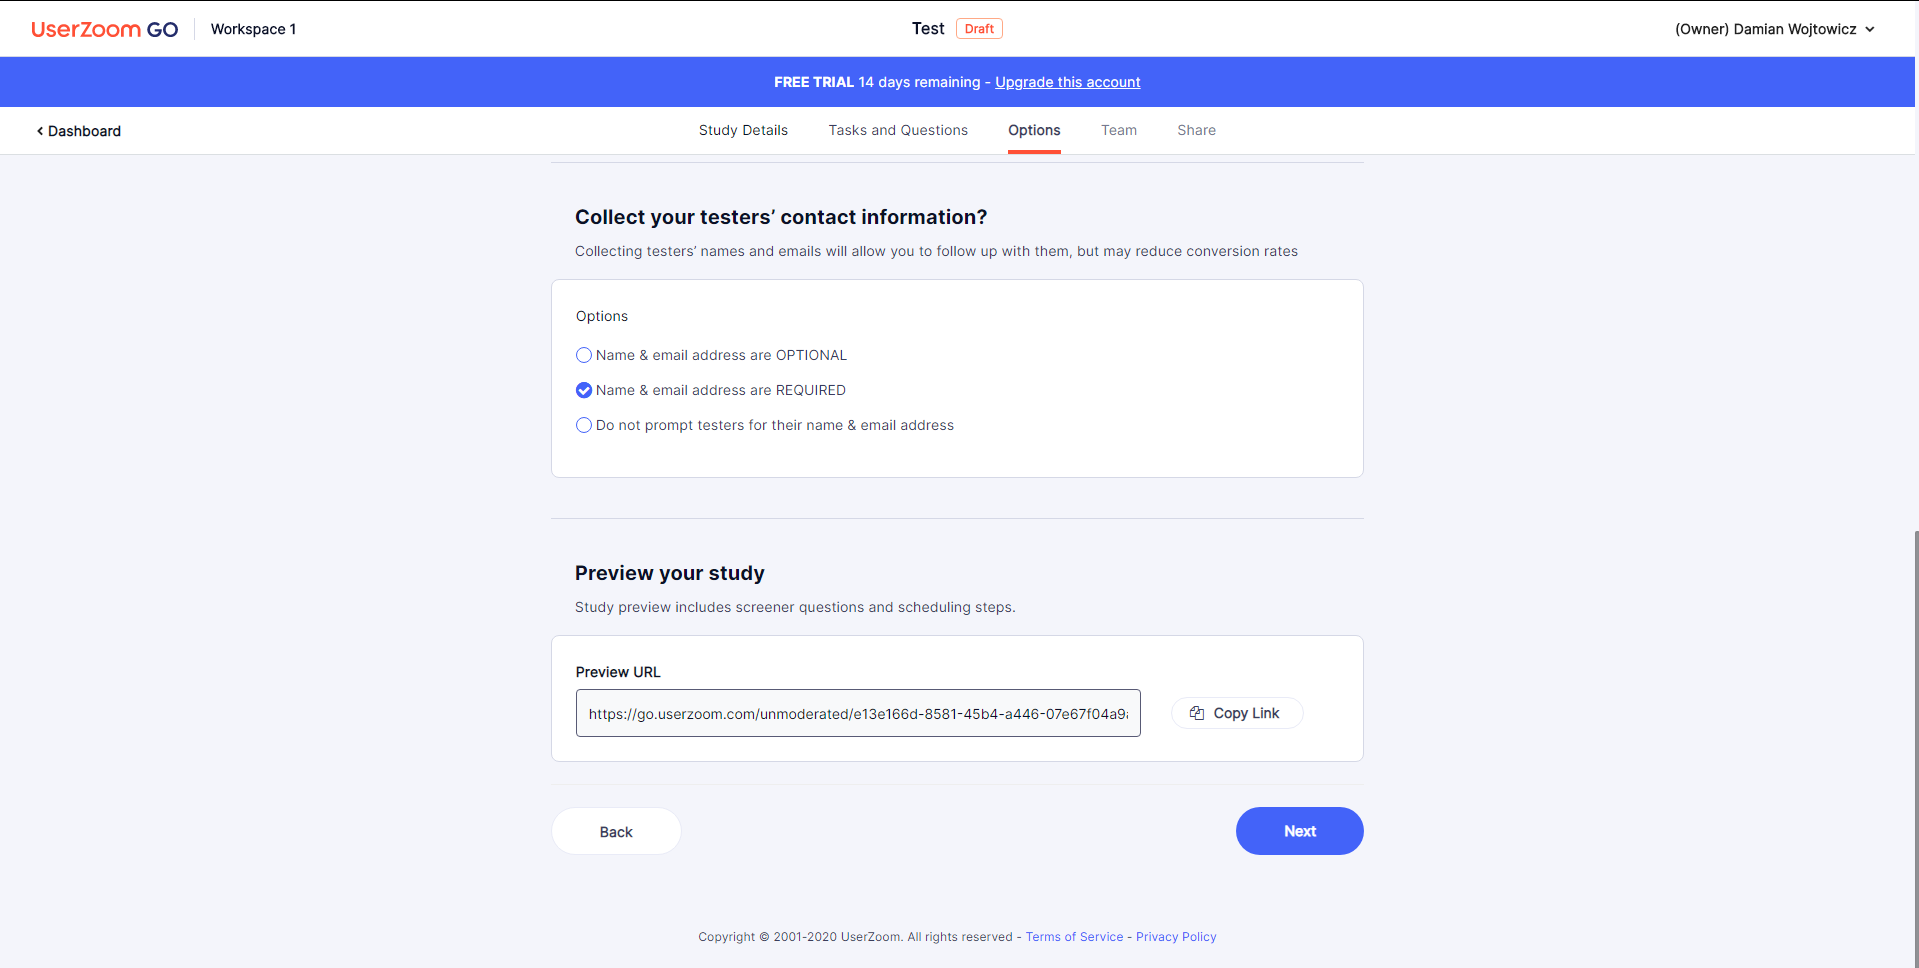 UserZoom GO
Workspace 1
Test
Draft
(Owner) Damian Wojtowicz
FREE TRIAL 14 days remaining - Upgrade this account
Dashboard
Study Details
Tasks and Questions
Options
Team
Share
Collect your testers’ contact information?
Collecting testers’ names and emails will allow you to follow up with them, but may reduce conversion rates
Options
Name & email address are OPTIONAL
Name & email address are REQUIRED
Do not prompt testers for their name & email address
Preview your study
Study preview includes screener questions and scheduling steps.
Preview URL
https://go.userzoom.com/unmoderated/e13e166d-8581-45b4-a446-07e67f04a9
Copy Link
Back
Next
Copyright © 2001-2020 UserZoom. All rights reserved - Terms of Service - Privacy Policy